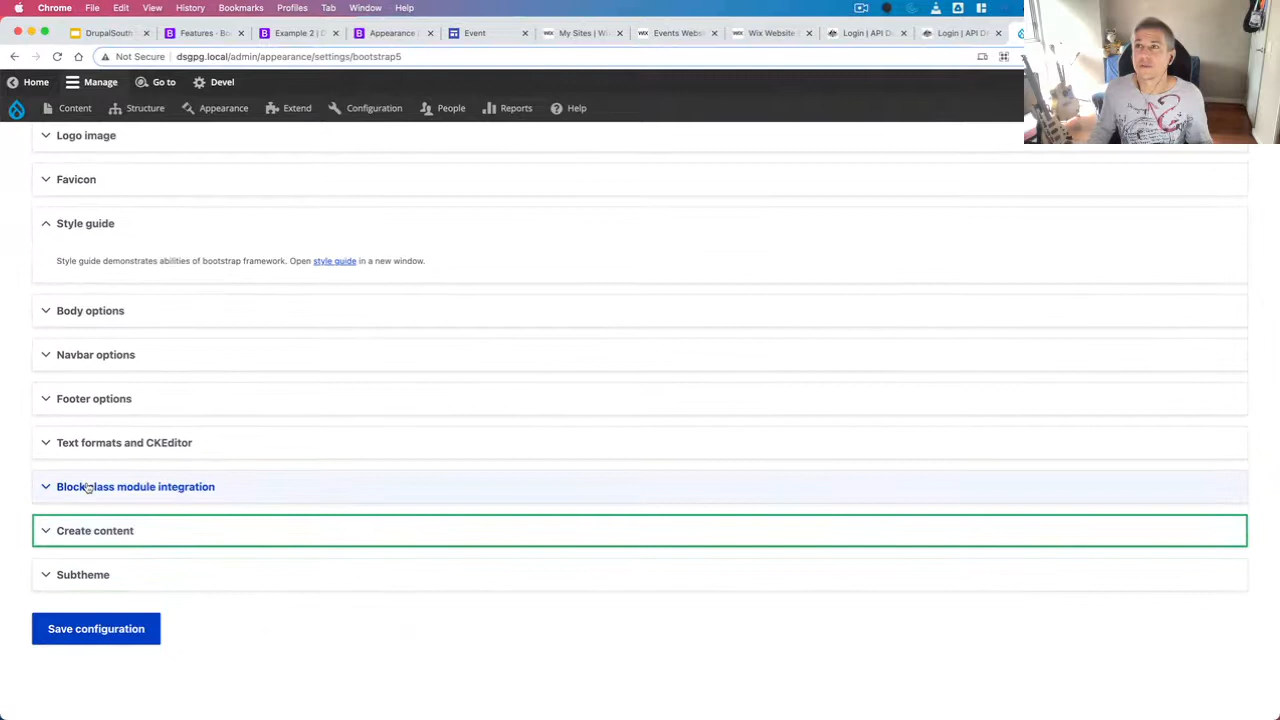 Chrome File Edit View History Bookmarks Profiles Tab Window Help
DrupalSouth Features · Boo Example 2 | D Appearance | Event My Sites | Wix Events Webs Wix Website Login | API D Login | API D
Not Secure dsgpg.local/admin/appearance/settings/bootstrap5
Home Manage Go to Devel
Content Structure Appearance Extend Configuration People Reports Help
Logo image
Favicon
Style guide
Style guide demonstrates abilities of bootstrap framework. Open style guide in a new window.
Body options
Navbar options
Footer options
Text formats and CKEditor
Block class module integration
Create content
Subtheme
Save configuration